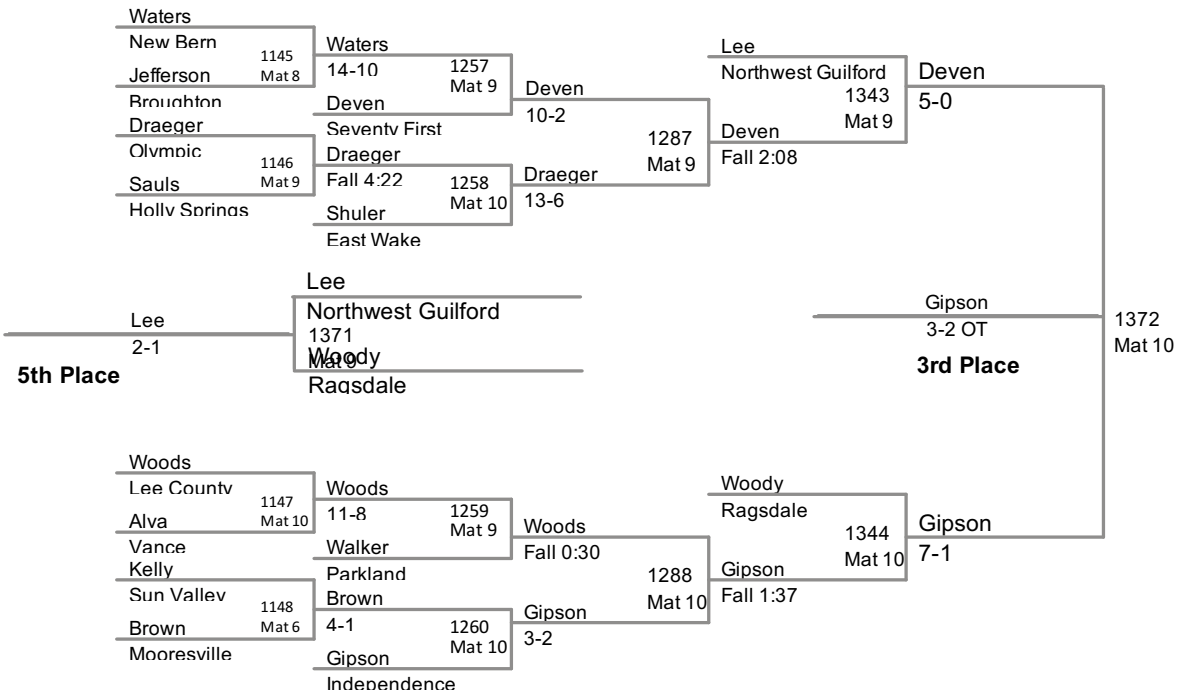 Waters
New Bern
1145
Mat 8
Jefferson
Broughton
Draeger
Olympic
1146
Mat 9
Sauls
Holly Springs
Waters
14-10
1257
Mat 9
Deven
Seventy First
Draeger
Fall 4:22
1258
Mat 10
Shuler
East Wake
Deven
10-2
1287
Mat 9
Draeger
13-6
Lee
Northwest Guilford
1343
Mat 9
Deven
Fall 2:08
Deven
5-0
Lee
2-1
5th Place
Lee
Northwest Guilford
1371
Mat 9
Woody
Ragsdale
Gipson
3-2 OT
3rd Place
1372
Mat 10
Woods
Lee County
1147
Mat 10
Alva
Vance
Kelly
Sun Valley
1148
Mat 6
Brown
Mooresville
Woods
11-8
1259
Mat 9
Walker
Parkland
Brown
4-1
1260
Mat 10
Gipson
Independence
Woods
Fall 0:30
1288
Mat 10
Gipson
3-2
Woody
Ragsdale
1344
Mat 10
Gipson
Fall 1:37
Gipson
7-1